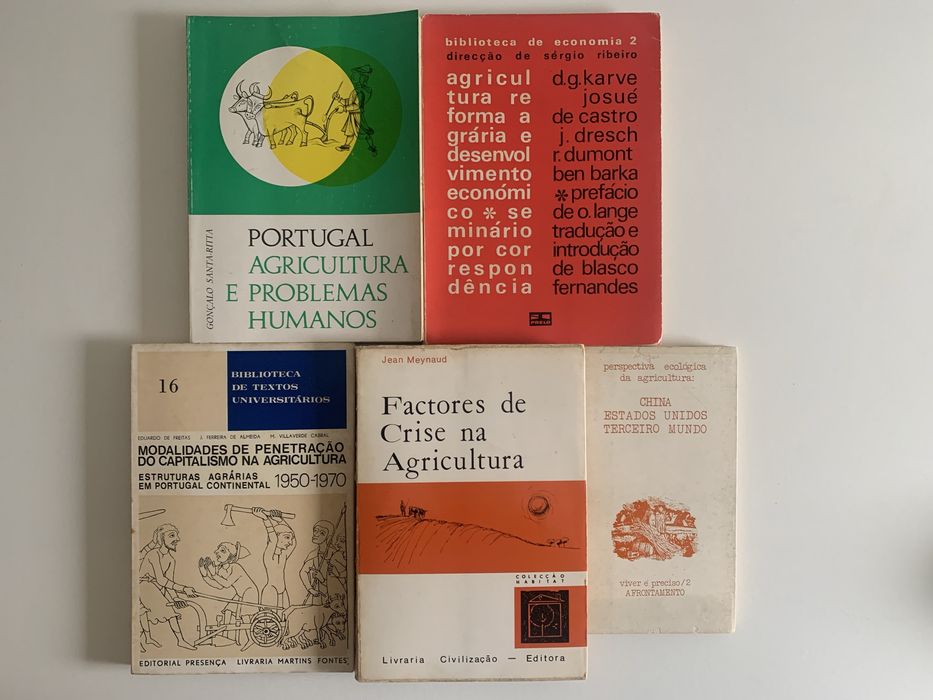 GONÇALO SANTA-RITTA
PORTUGAL
AGRICULTURA
E PROBLEMAS
HUMANOS
biblioteca de economia 2
direcção de sérgio ribeiro
agricul
tura re
forma a
grária e
desenvol
vimento
económi
co * se
minário
por cor
respon
dência
d.g.karve
josué
de castro
j. dresch
r. dumont
ben barka
* prefácio
de o. lange
tradução e
introdução
de blasco
fernandes
PRELO
16
BIBLIOTECA
DE TEXTOS
UNIVERSITÁRIOS
EDUARDO DE FREITAS J. FERREIRA DE ALMEIDA M. VILLAVERDE CABRAL
MODALIDADES DE PENETRAÇÃO
DO CAPITALISMO NA AGRICULTURA
ESTRUTURAS AGRÁRIAS
EM PORTUGAL CONTINENTAL 1950-1970
EDITORIAL PRESENÇA LIVRARIA MARTINS FONTES
Jean Meynaud
Factores de
Crise na
Agricultura
COLECÇÃO
HABITAT
Livraria Civilização — Editora
perspectiva ecológica
da agricultura:
CHINA
ESTADOS UNIDOS
TERCEIRO MUNDO
viver é preciso/2
AFRONTAMENTO